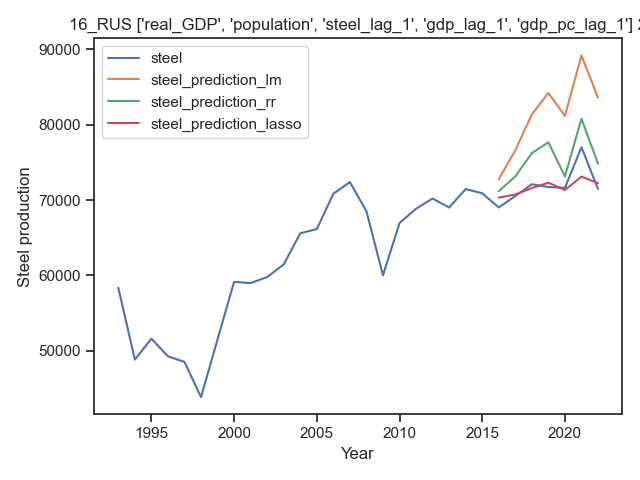 16_RUS ['real_GDP', 'population', 'steel_lag_1', 'gdp_lag_1', 'gdp_pc_lag_1']
90000
80000
70000
60000
50000
steel
steel_prediction_lm
steel_prediction_rr
steel_prediction_lasso
Steel production
1995 2000 2005 2010 2015 2020
Year